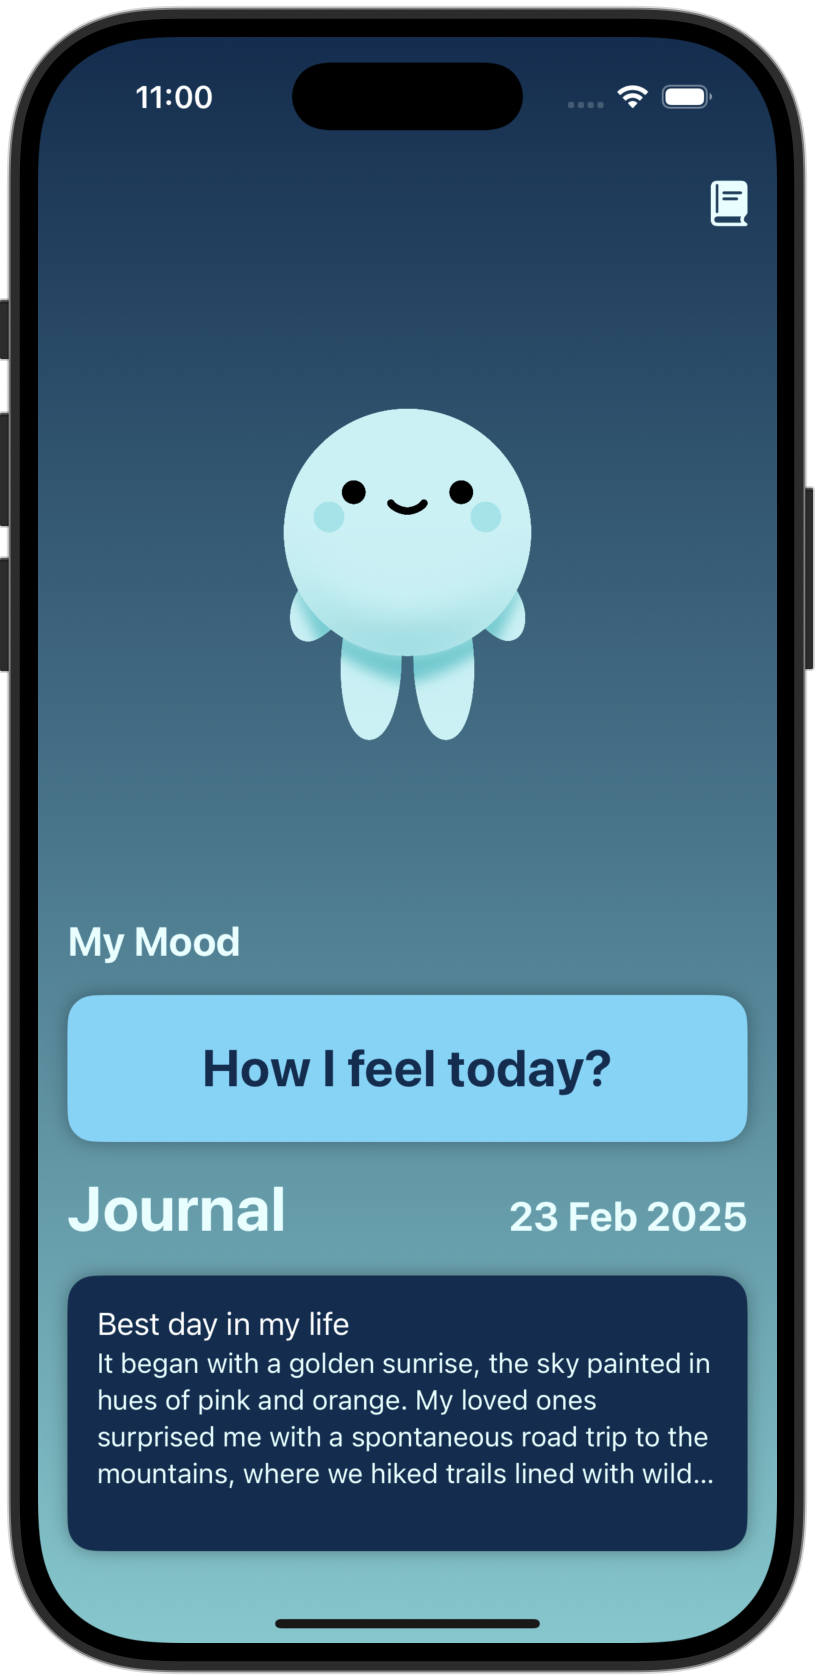 11:00
My Mood
How I feel today?
Journal
23 Feb 2025
Best day in my life
It began with a golden sunrise, the sky painted in
hues of pink and orange. My loved ones
surprised me with a spontaneous road trip to the
mountains, where we hiked trails lined with wild...